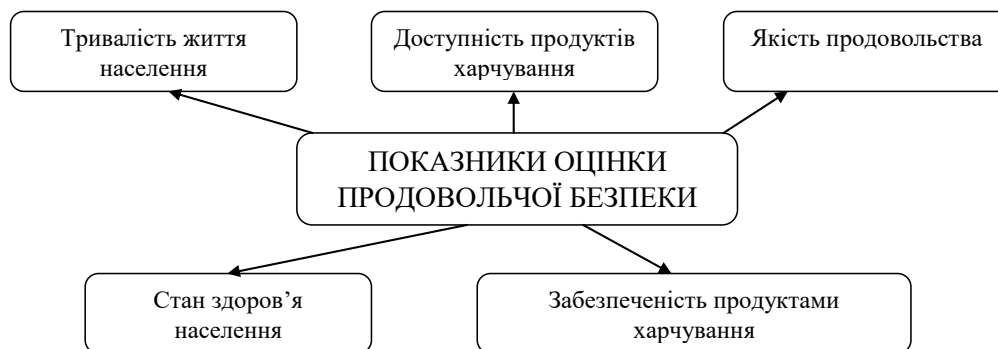 Тривалість життя
населення
Доступність продуктів
харчування
Якість продовольства
ПОКАЗНИКИ ОЦІНКИ
ПРОДОВОЛЬЧОЇ БЕЗПЕКИ
Стан здоров’я
населення
Забезпеченість продуктами
харчування